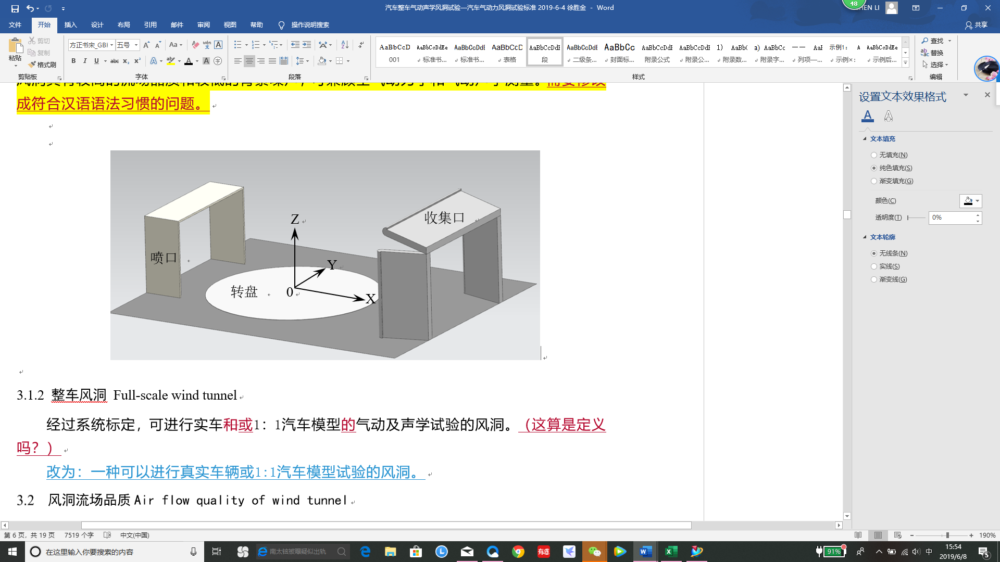 汽车整车气动声学风洞试验—汽车气动力风洞试验标准 2019-6-4 徐胜金 - Word
48
HEN LI
文件 开始 插入 设计 布局 引用 邮件 审阅 视图 帮助 操作说明搜索
共享
粘贴 剪切
复制
格式刷
剪贴板
方正书宋_GBI 五号
字体
段落
AaBbCcD 001
AaBbCcDdEe 标准书...
AaBbCcDdI 标准书...
AaBbCcD 表格
AaBbCcDdI 段
AaBbCcDdI 二级条...
AaBbCc 封面标...
AaBbCcDdI 附录公式
AaBbCcDdI 附录公...
1) AaBb( 附录数...
a) AaBbCc 附录字...
—— AaI 列项—...
示例1: A 示例×:
AaBbCcDdEe 示例后...
样式
查找
替换
选择
编辑
成符合汉语语法习惯的问题。
喷口
转盘
Z
Y
X
0
收集口
3.1.2 整车风洞 Full-scale wind tunnel
经过系统标定，可进行实车和或1：1汽车模型的气动及声学试验的风洞。（这算是定义
吗？）
改为：一种可以进行真实车辆或1:1汽车模型试验的风洞。
3.2 风洞流场品质 Air flow quality of wind tunnel
设置文本效果格式
文本填充
无填充(N)
纯色填充(S)
渐变填充(G)
颜色(C)
透明度(T) 0%
文本轮廓
无线条(N)
实线(S)
渐变线(G)
第 6 页，共 19 页 7519 个字 中文(中国)
190%
在这里输入你要搜索的内容
南太铉被曝疑似出轨
有道
91%
中
15:54
2019/6/8
5